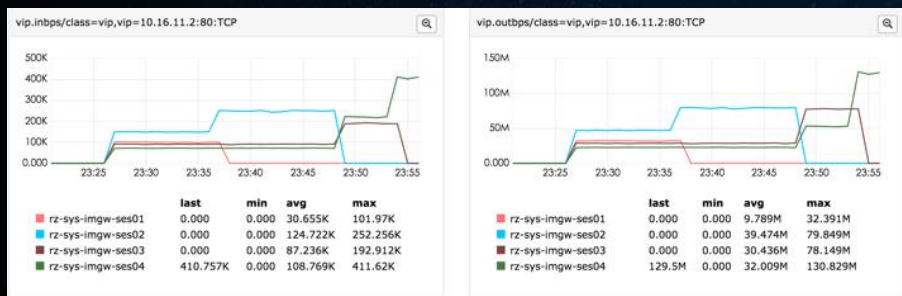 vip.inbps/class=vip,vip=10.16.11.2:80:TCP
500K
400K
300K
200K
100K
0.000
23:25 23:30 23:35 23:40 23:45 23:50 23:55
last min avg max
rz-sys-imgw-ses01 0.000 0.000 30.655K 101.97K
rz-sys-imgw-ses02 0.000 0.000 124.722K 252.256K
rz-sys-imgw-ses03 0.000 0.000 87.236K 192.912K
rz-sys-imgw-ses04 410.757K 0.000 108.769K 411.62K
vip.outbps/class=vip,vip=10.16.11.2:80:TCP
150M
100M
50M
0.000
23:25 23:30 23:35 23:40 23:45 23:50 23:55
last min avg max
rz-sys-imgw-ses01 0.000 0.000 9.789M 32.391M
rz-sys-imgw-ses02 0.000 0.000 39.474M 79.849M
rz-sys-imgw-ses03 0.000 0.000 30.436M 78.149M
rz-sys-imgw-ses04 129.5M 0.000 32.009M 130.829M